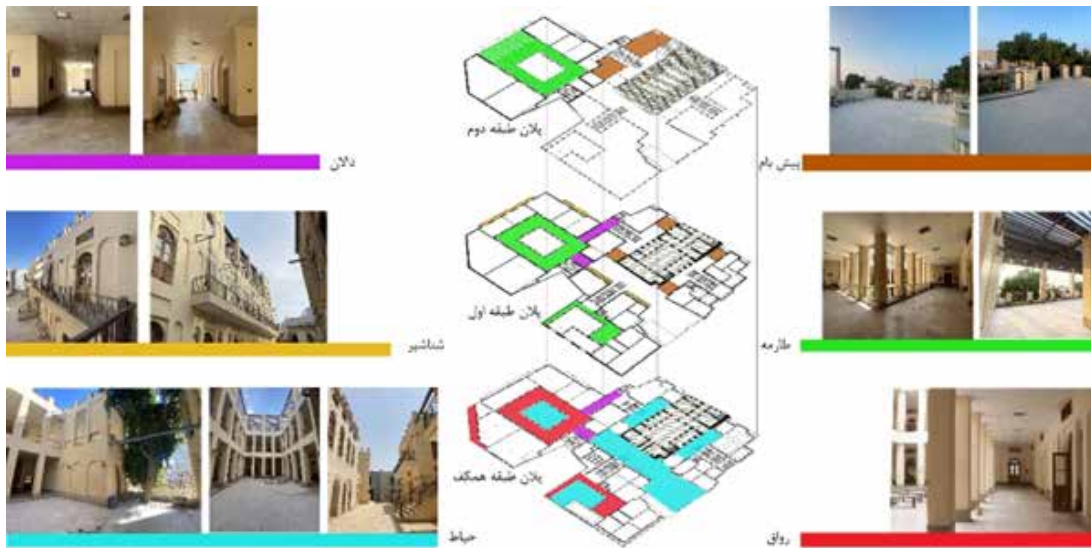 پلان طبقه دوم
دالان
پیش بام
پلان طبقه اول
شناشیر
طارمه
پلان طبقه همکف
حیاط
رواق